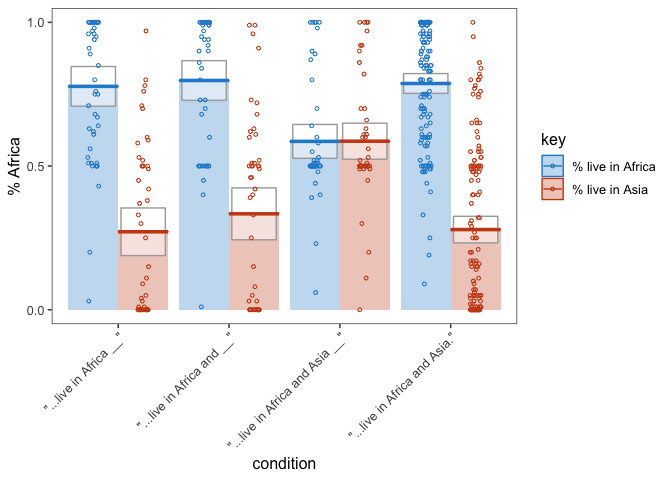 1.0
0.5
0.0
% Africa
" ...live in Africa __"
" ...live in Africa and __"
" ...live in Africa and Asia __"
" ...live in Africa and Asia."
condition
key
% live in Africa
% live in Asia